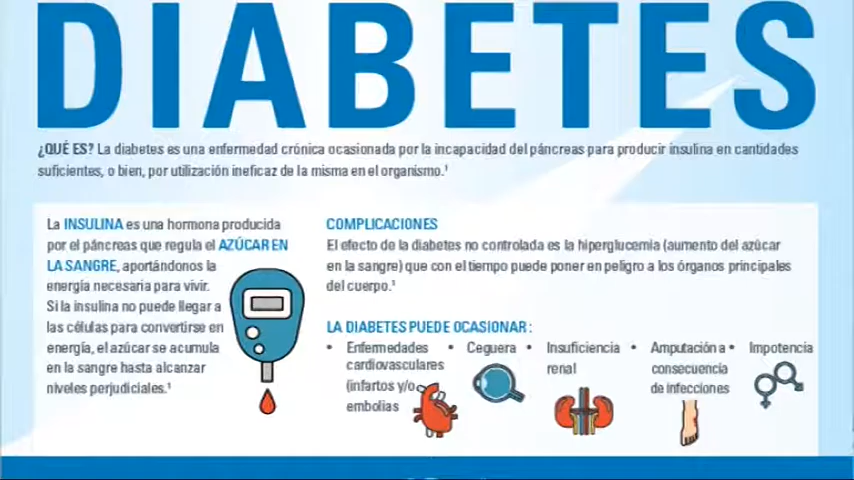 DIABETES
¿QUÉ ES? La diabetes es una enfermedad crónica ocasionada por la incapacidad del páncreas para producir insulina en cantidades
suficientes, o bien, por utilización ineficaz de la misma en el organismo.¹
La INSULINA es una hormona producida
por el páncreas que regula el AZÚCAR EN
LA SANGRE, aportándonos la
energía necesaria para vivir.
Si la insulina no puede llegar a
las células para convertirse en
energía, el azúcar se acumula
en la sangre hasta alcanzar
niveles perjudiciales.¹
COMPLICACIONES
El efecto de la diabetes no controlada es la hiperglucemia (aumento del azúcar
en la sangre) que con el tiempo puede poner en peligro a los órganos principales
del cuerpo.¹
LA DIABETES PUEDE OCASIONAR:
• Enfermedades
cardiovasculares
(infartos y/o
embolias
• Ceguera
• Insuficiencia
renal
• Amputación a
consecuencia
de infecciones
• Impotencia